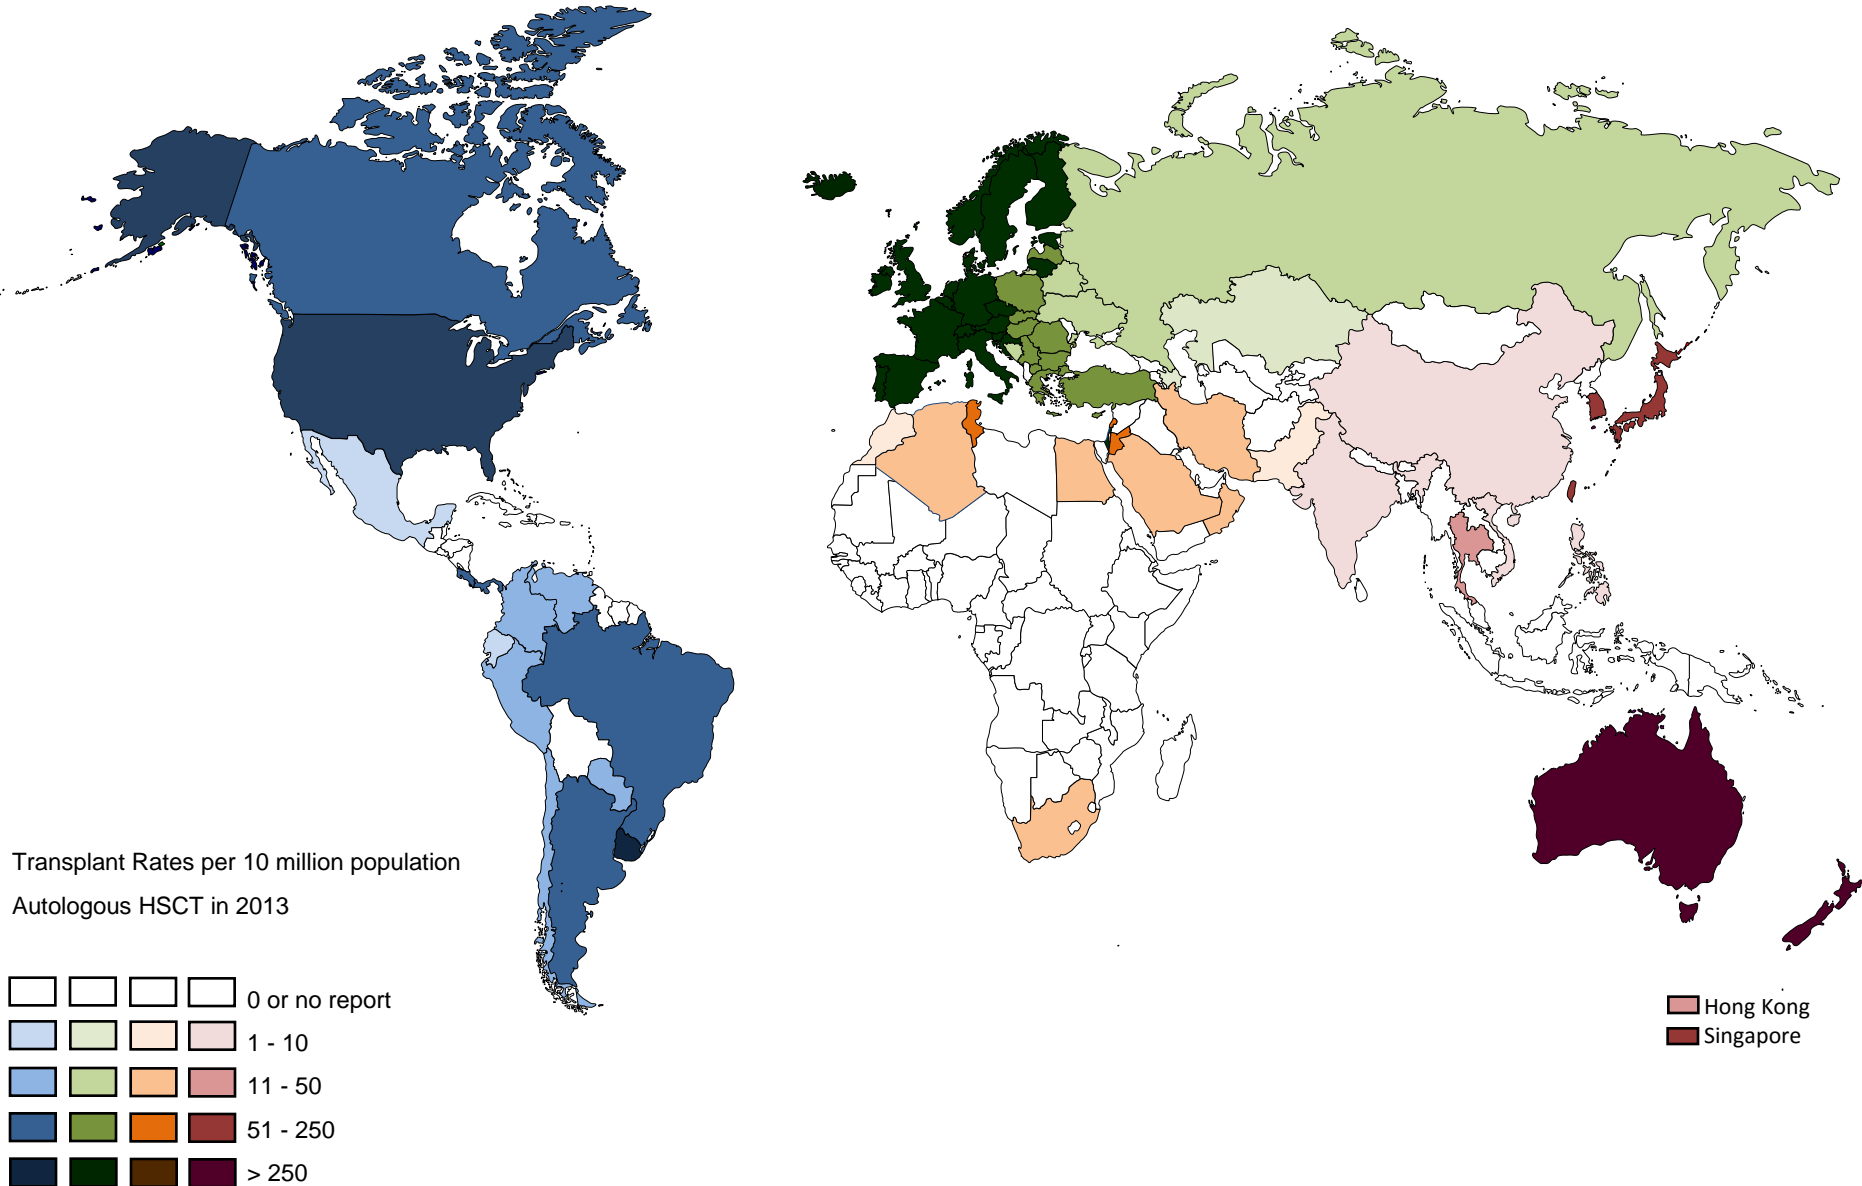 Transplant Rates per 10 million population
Autologous HSCT in 2013
0 or no report
1 - 10
11 - 50
51 - 250
> 250
Hong Kong
Singapore